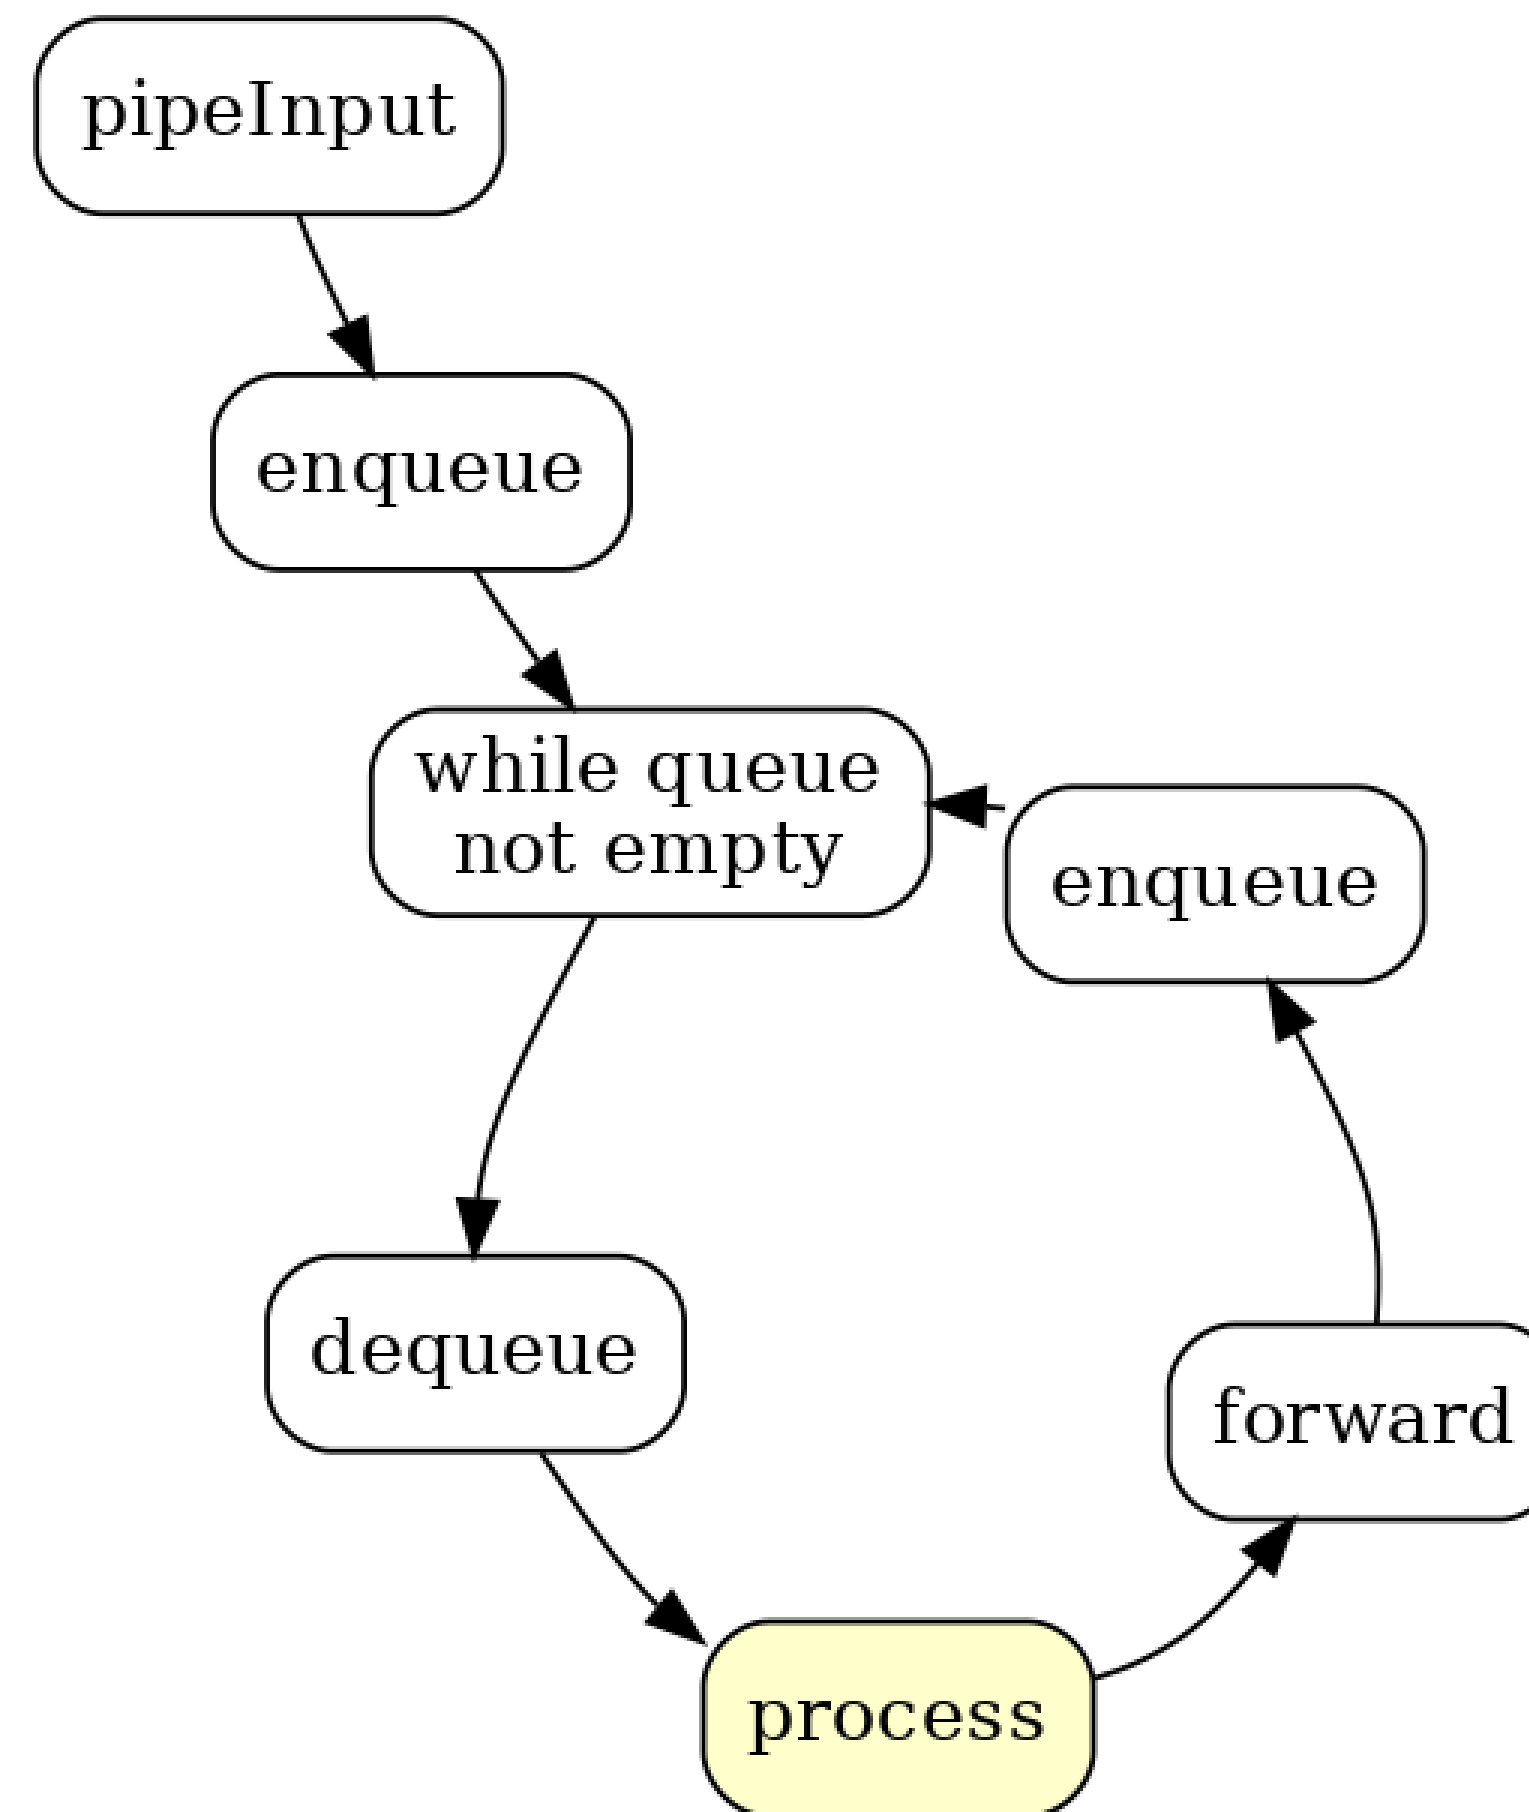 pipeInput
enqueue
while queue
not empty
enqueue
dequeue
forward
process